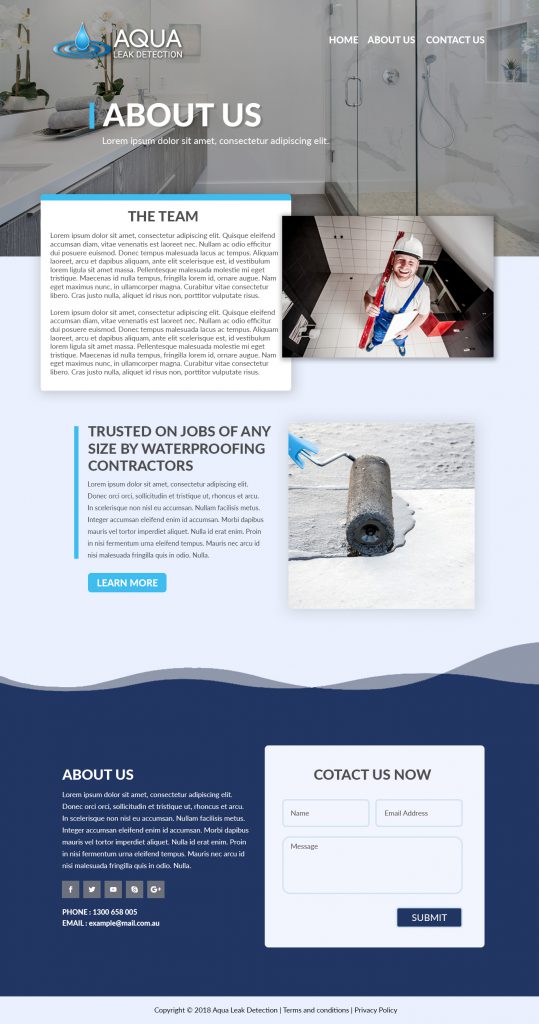 AQUA
LEAK DETECTION
HOME ABOUT US CONTACT US
ABOUT US
Lorem ipsum dolor sit amet, consectetur adipiscing elit.
THE TEAM
Lorem ipsum dolor sit amet, consectetur adipiscing elit. Quisque eleifend
accumsan diam, vitae venenatis est laoreet ac. Nullam ac odio efficitur
dui posuere euismod. Donec tempus malesuada lacus ac tempus. Aliquam
laoreet, arcu et dapibus aliquam, ante elit scelerisque est, et vestibulum
lorem ligula sit amet massa. Pellentesque malesuada molestie mi eget
tristique. Maecenas id nulla tempus, fringilla lorem id, ornare augue. Nam
eget maximus nunc, in ullamcorper magna. Curabitur vitae consectetur
libero. Cras justo nulla, aliquet id risus non, porttitor vulputate risus.
Lorem ipsum dolor sit amet, consectetur adipiscing elit. Quisque eleifend
accumsan diam, vitae venenatis est laoreet ac. Nullam ac odio efficitur
dui posuere euismod. Donec tempus malesuada lacus ac tempus. Aliquam
laoreet, arcu et dapibus aliquam, ante elit scelerisque est, et vestibulum
lorem ligula sit amet massa. Pellentesque malesuada molestie mi eget
tristique. Maecenas id nulla tempus, fringilla lorem id, ornare augue. Nam
eget maximus nunc, in ullamcorper magna. Curabitur vitae consectetur
libero. Cras justo nulla, aliquet id risus non, porttitor vulputate risus.
TRUSTED ON JOBS OF ANY
SIZE BY WATERPROOFING
CONTRACTORS
Lorem ipsum dolor sit amet, consectetur adipiscing elit.
Donec orci orci, sollicitudin et tristique ut, rhoncus et arcu.
In scelerisque non nisl eu accumsan. Nullam facilisis metus.
Integer accumsan eleifend enim id accumsan. Morbi dapibus
mauris vel tortor imperdiet aliquet. Nulla id erat enim. Proin
in nisi fermentum urna eleifend tempus. Mauris nec arcu id
nisi malesuada fringilla quis in odio. Nulla.
LEARN MORE
ABOUT US
Lorem ipsum dolor sit amet, consectetur adipiscing elit.
Donec orci orci, sollicitudin et tristique ut, rhoncus et arcu.
In scelerisque non nisl eu accumsan. Nullam facilisis metus.
Integer accumsan eleifend enim id accumsan. Morbi dapibus
mauris vel tortor imperdiet aliquet. Nulla id erat enim. Proin
in nisi fermentum urna eleifend tempus. Mauris nec arcu id
nisi malesuada fringilla quis in odio. Nulla.
PHONE : 1300 658 005
EMAIL : example@mail.com.au
COTACT US NOW
Name
Email Address
Message
SUBMIT
Copyright © 2018 Aqua Leak Detection | Terms and conditions | Privacy Policy